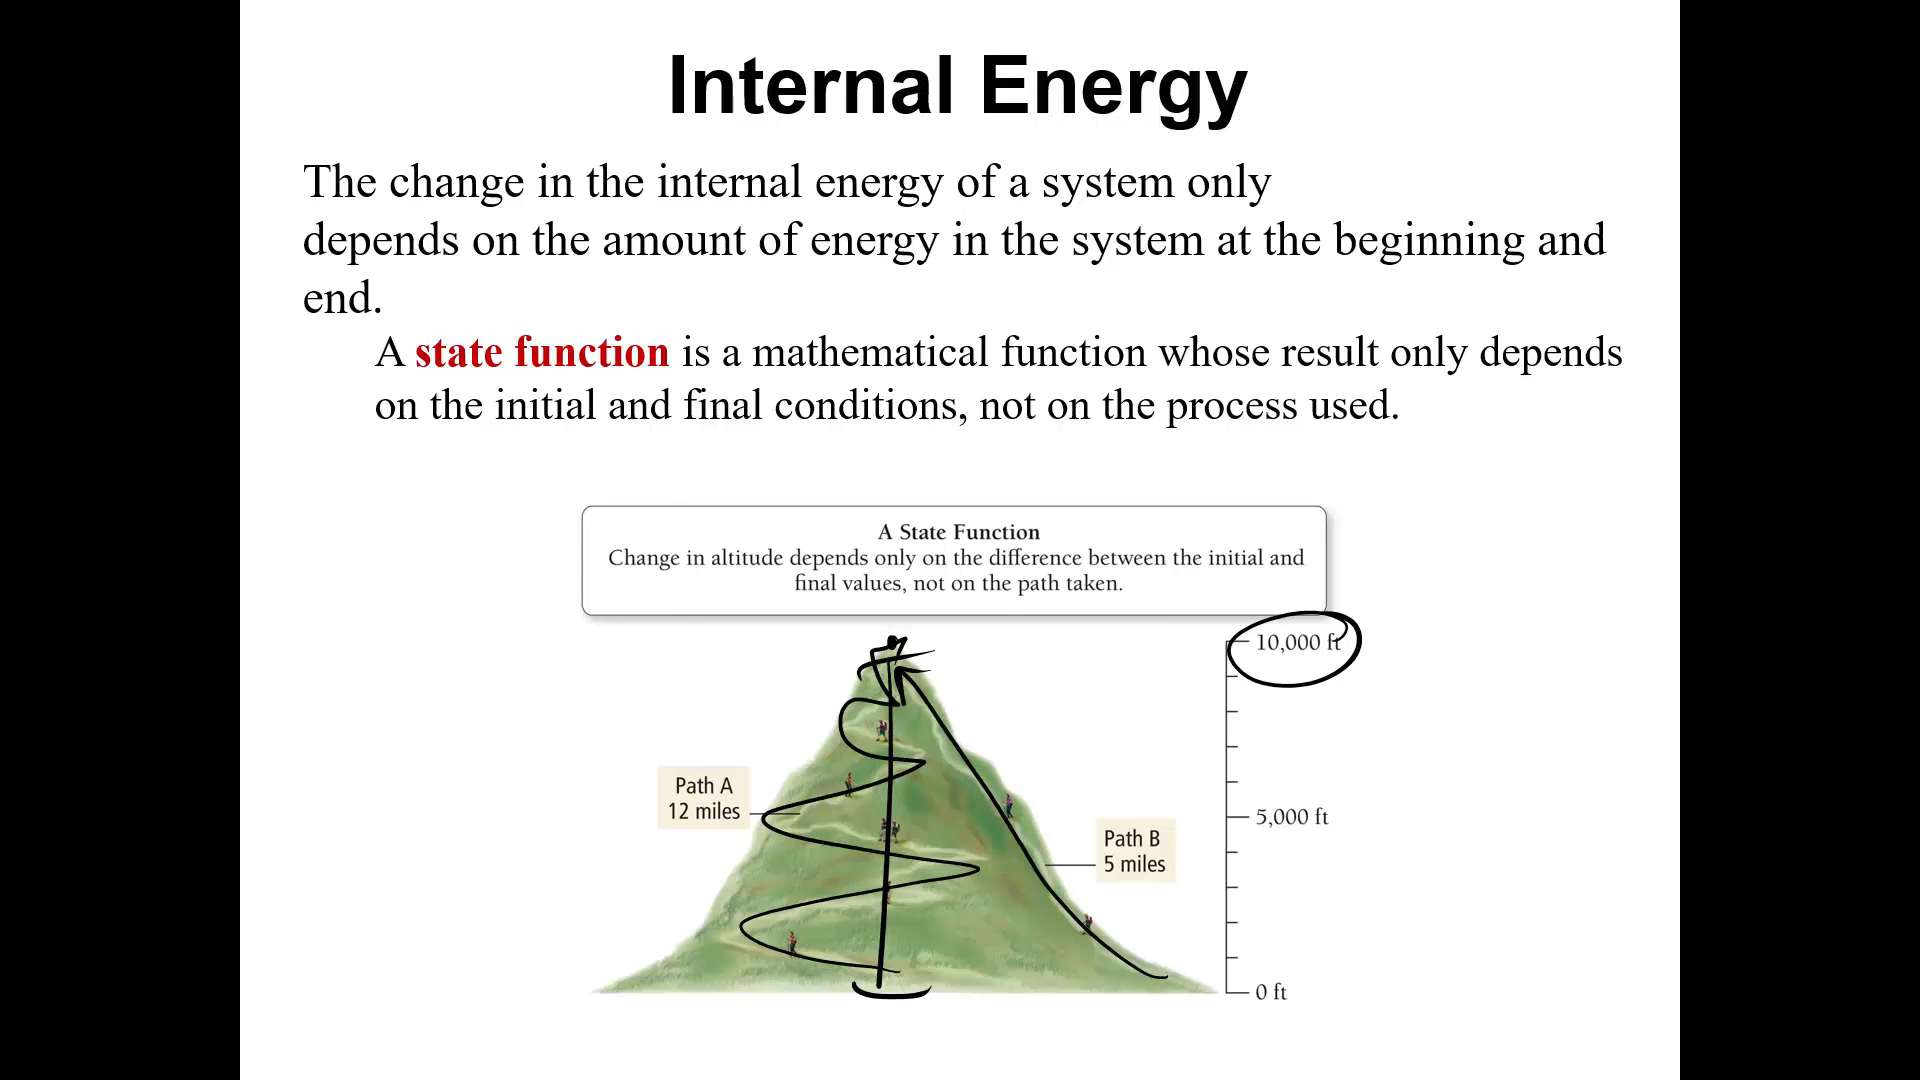 Internal Energy
The change in the internal energy of a system only
depends on the amount of energy in the system at the beginning and
end.
A state function is a mathematical function whose result only depends
on the initial and final conditions, not on the process used.
A State Function
Change in altitude depends only on the difference between the initial and
final values, not on the path taken.
10,000 ft
Path A
12 miles
5,000 ft
Path B
5 miles
0 ft